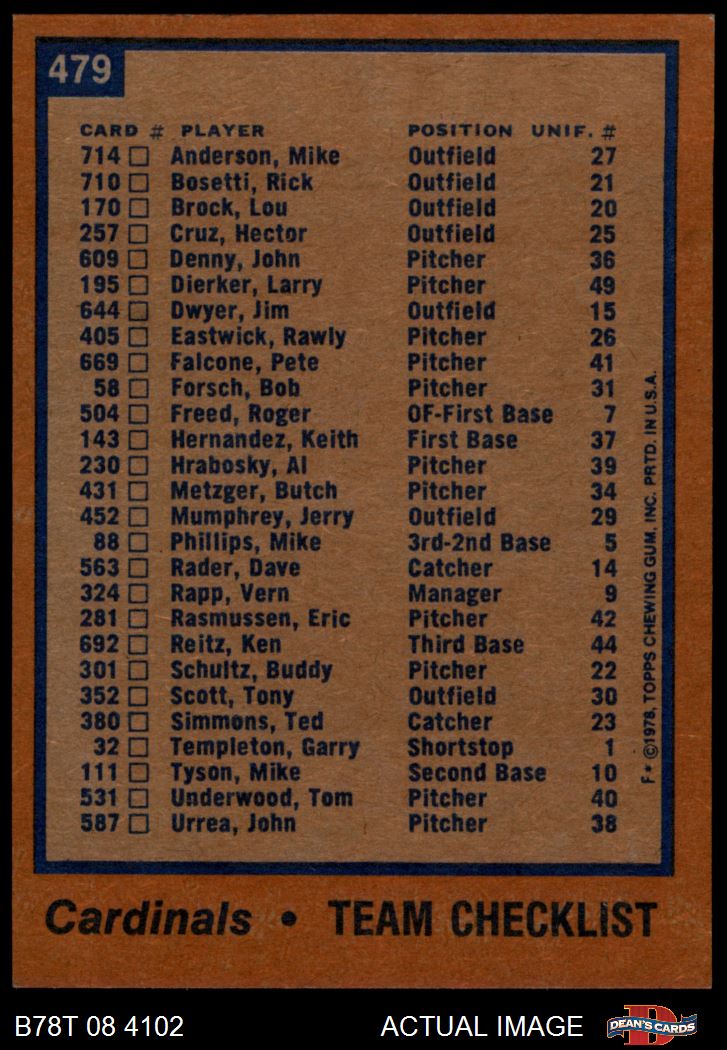 479
CARD # PLAYER POSITION UNIF. #
714 □ Anderson, Mike Outfield 27
710 □ Bosetti, Rick Outfield 21
170 □ Brock, Lou Outfield 20
257 □ Cruz, Hector Outfield 25
609 □ Denny, John Pitcher 36
195 □ Dierker, Larry Pitcher 49
644 □ Dwyer, Jim Outfield 15
405 □ Eastwick, Rawly Pitcher 26
669 □ Falcone, Pete Pitcher 41
58 □ Forsch, Bob Pitcher 31
504 □ Freed, Roger OF-First Base 7
143 □ Hernandez, Keith First Base 37
230 □ Hrabosky, Al Pitcher 39
431 □ Metzger, Butch Pitcher 34
452 □ Mumphrey, Jerry Outfield 29
88 □ Phillips, Mike 3rd-2nd Base 5
563 □ Rader, Dave Catcher 14
324 □ Rapp, Vern Manager 9
281 □ Rasmussen, Eric Pitcher 42
692 □ Reitz, Ken Third Base 44
301 □ Schultz, Buddy Pitcher 22
352 □ Scott, Tony Outfield 30
380 □ Simmons, Ted Catcher 23
32 □ Templeton, Garry Shortstop 1
111 □ Tyson, Mike Second Base 10
531 □ Underwood, Tom Pitcher 40
587 □ Urrea, John Pitcher 38
F* ©1978, TOPPS CHEWING GUM, INC. PRTD. IN U.S.A.
Cardinals • TEAM CHECKLIST
B78T 08 4102 ACTUAL IMAGE DEAN'S CARDS